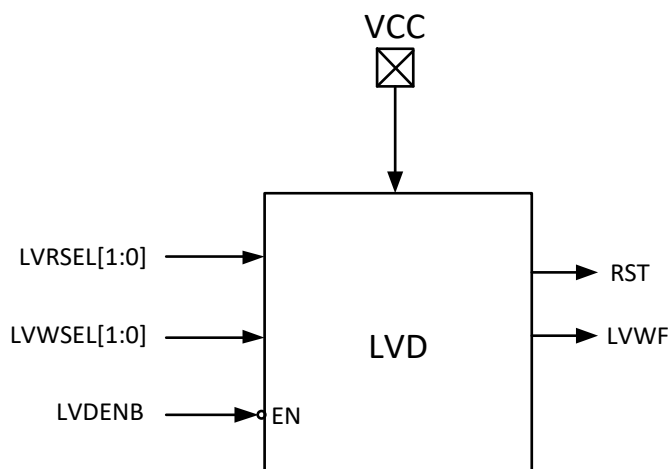 VCC
LVRSEL[1:0]
RST
LVWSEL[1:0]
LVD
LVWF
LVDENB
EN